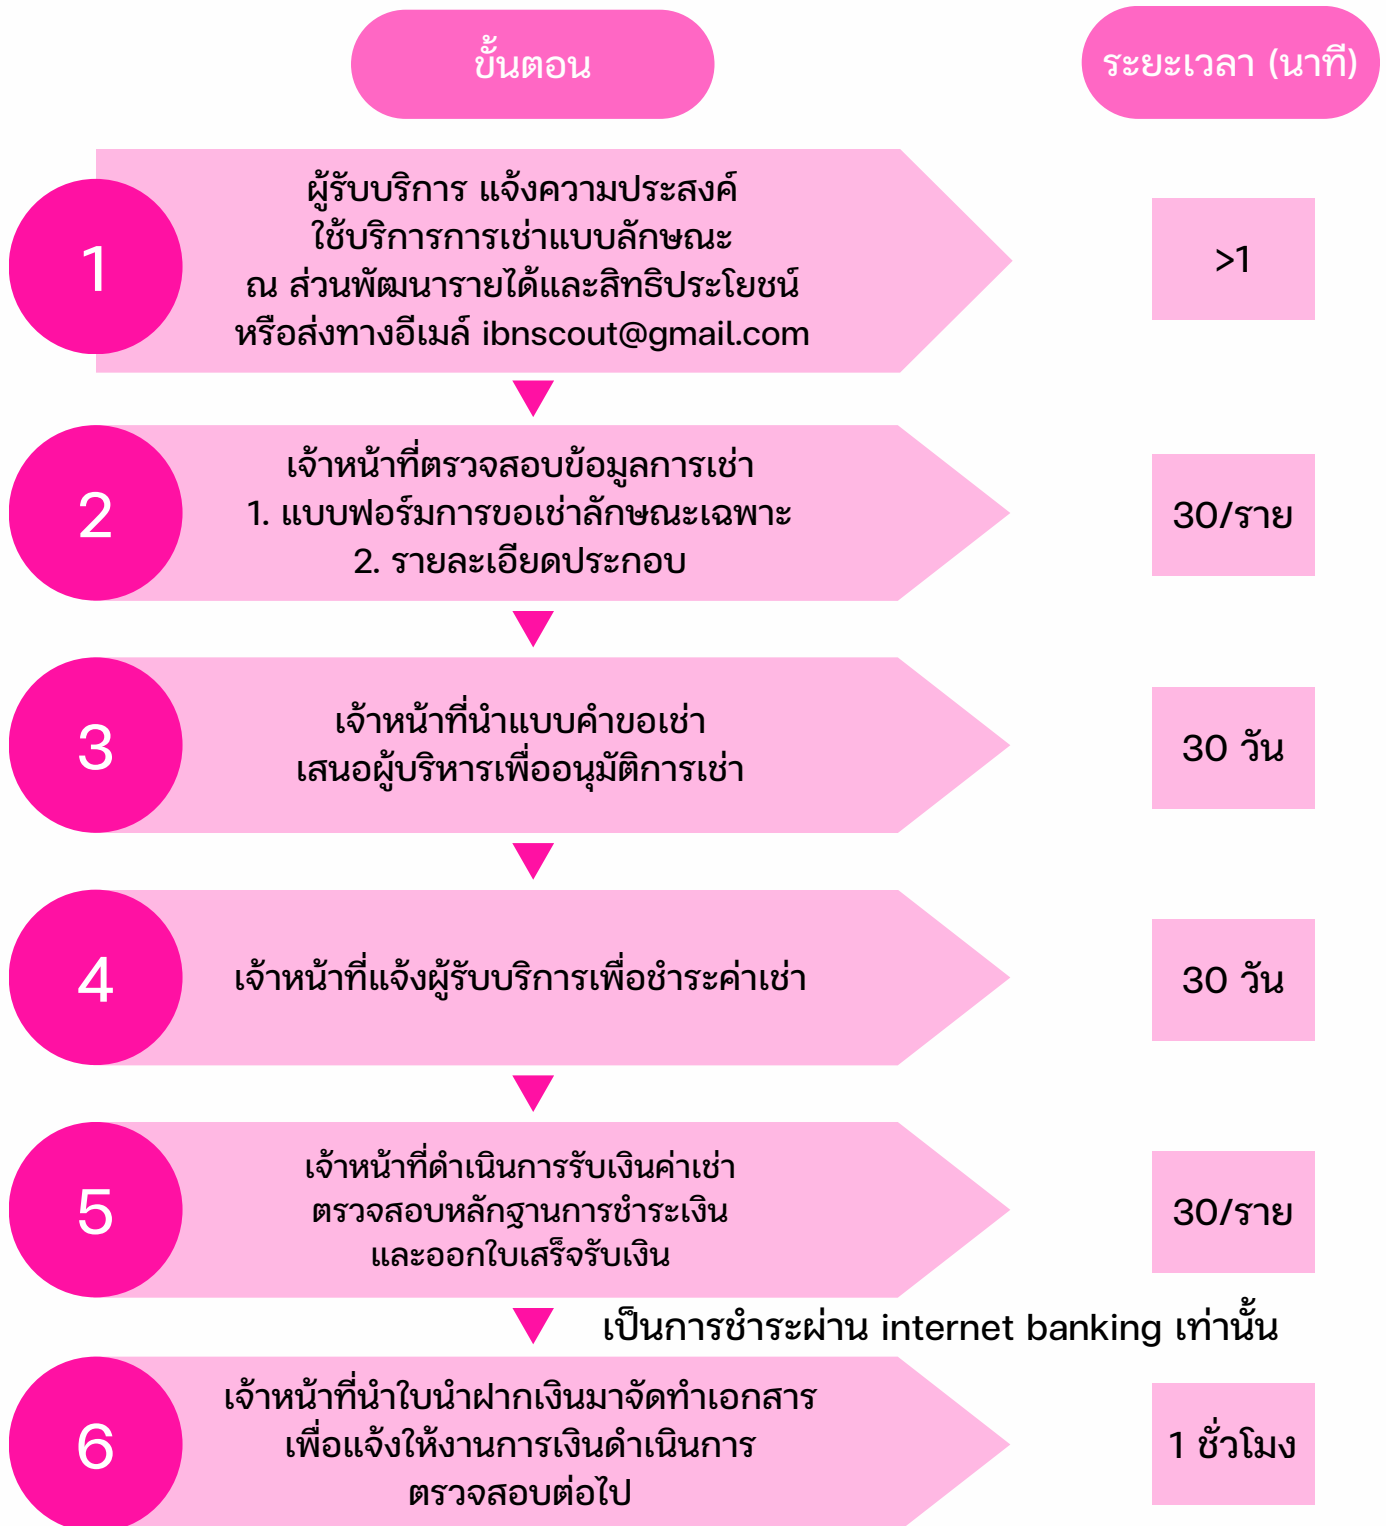 ขั้นตอน
ระยะเวลา (นาที)
1
ผู้รับบริการ แจ้งความประสงค์
ใช้บริการการเช่าแบบลักษณะ
ณ ส่วนพัฒนารายได้และสิทธิประโยชน์
หรือส่งทางอีเมล์ ibnscout@gmail.com
>1
2
เจ้าหน้าที่ตรวจสอบข้อมูลการเช่า
1. แบบฟอร์มการขอเช่าลักษณะเฉพาะ
2. รายละเอียดประกอบ
30/ราย
3
เจ้าหน้าที่นำแบบคำขอเช่า
เสนอผู้บริหารเพื่ออนุมัติการเช่า
30 วัน
4
เจ้าหน้าที่แจ้งผู้รับบริการเพื่อชำระค่าเช่า
30 วัน
5
เจ้าหน้าที่ดำเนินการรับเงินค่าเช่า
ตรวจสอบหลักฐานการชำระเงิน
และออกใบเสร็จรับเงิน
30/ราย
เป็นการชำระผ่าน internet banking เท่านั้น
6
เจ้าหน้าที่นำใบนำฝากเงินมาจัดทำเอกสาร
เพื่อแจ้งให้งานการเงินดำเนินการ
ตรวจสอบต่อไป
1 ชั่วโมง